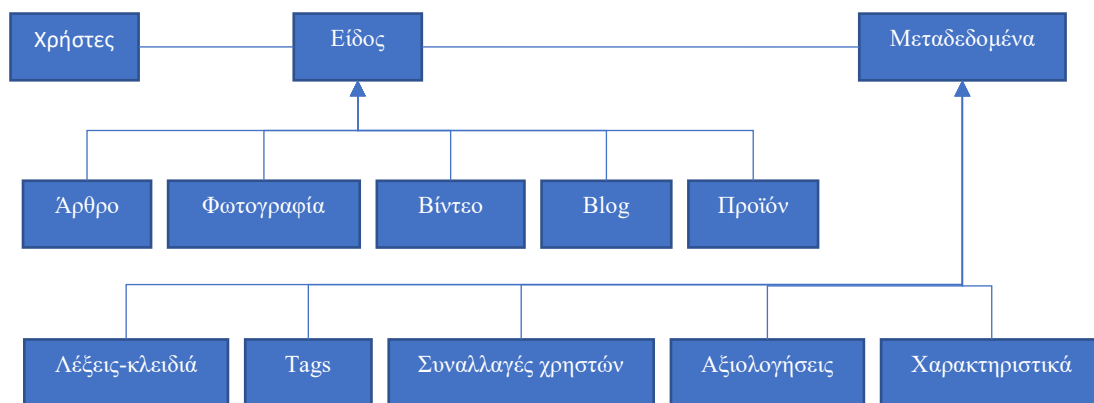 Χρήστες
Είδος
Μεταδεδομένα
Άρθρο
Φωτογραφία
Βίντεο
Blog
Προϊόν
Λέξεις-κλειδιά
Tags
Συναλλαγές χρηστών
Αξιολογήσεις
Χαρακτηριστικά